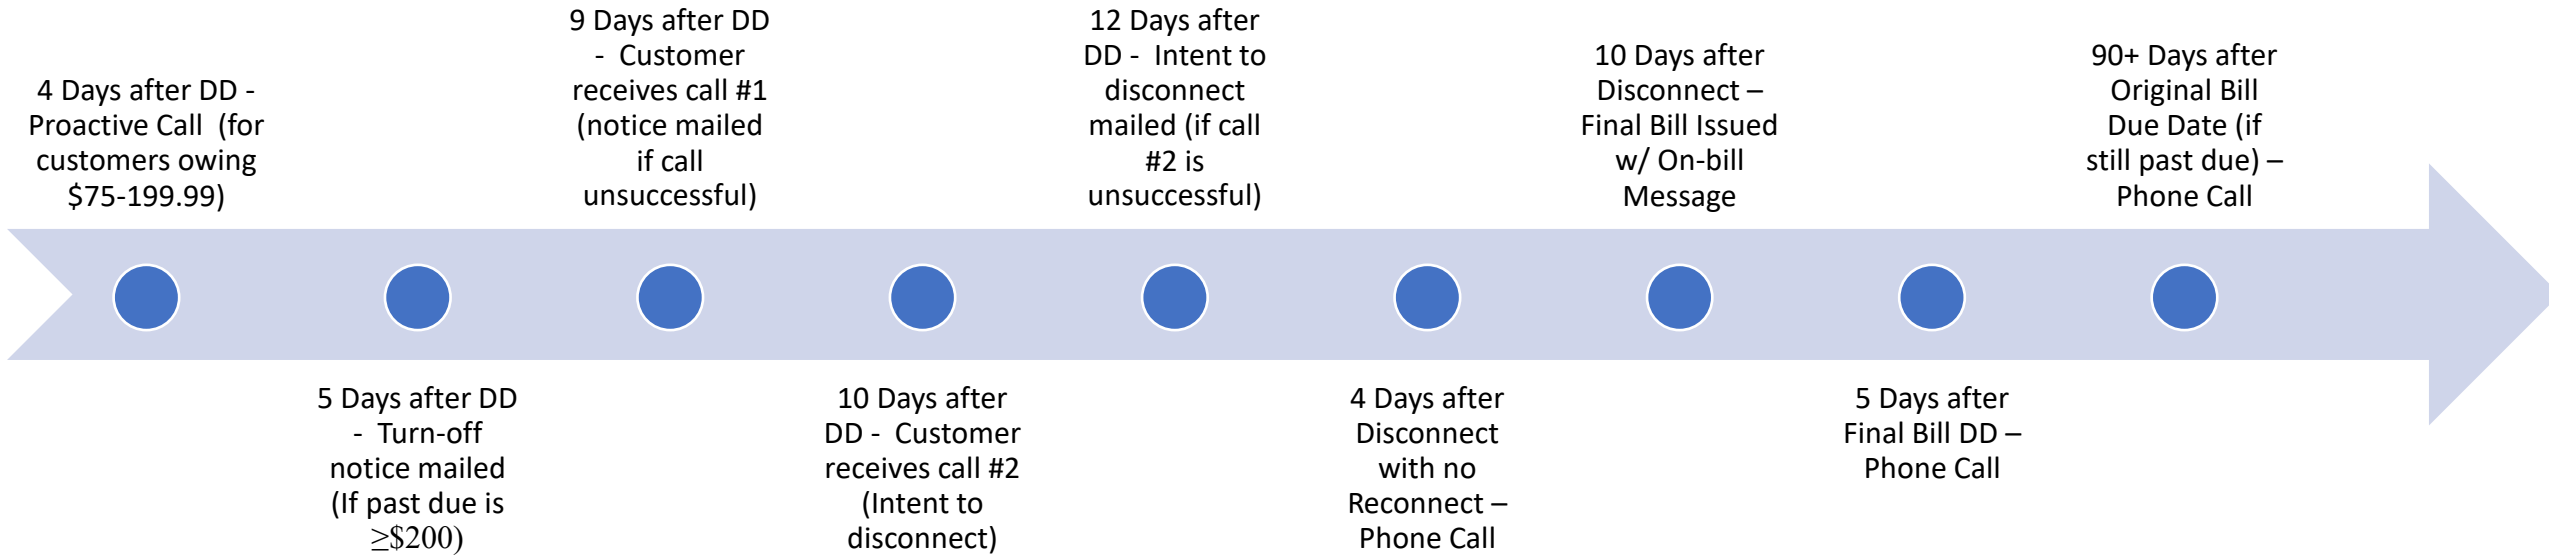 4 Days after DD -
Proactive Call (for
customers owing
$75-199.99)
5 Days after DD
- Turn-off
notice mailed
(If past due is
≥$200)
9 Days after DD
- Customer
receives call #1
(notice mailed
if call
unsuccessful)
10 Days after
DD - Customer
receives call #2
(Intent to
disconnect)
12 Days after
DD - Intent to
disconnect
mailed (if call
#2 is
unsuccessful)
4 Days after
Disconnect
with no
Reconnect –
Phone Call
10 Days after
Disconnect –
Final Bill Issued
w/ On-bill
Message
5 Days after
Final Bill DD –
Phone Call
90+ Days after
Original Bill
Due Date (if
still past due) –
Phone Call